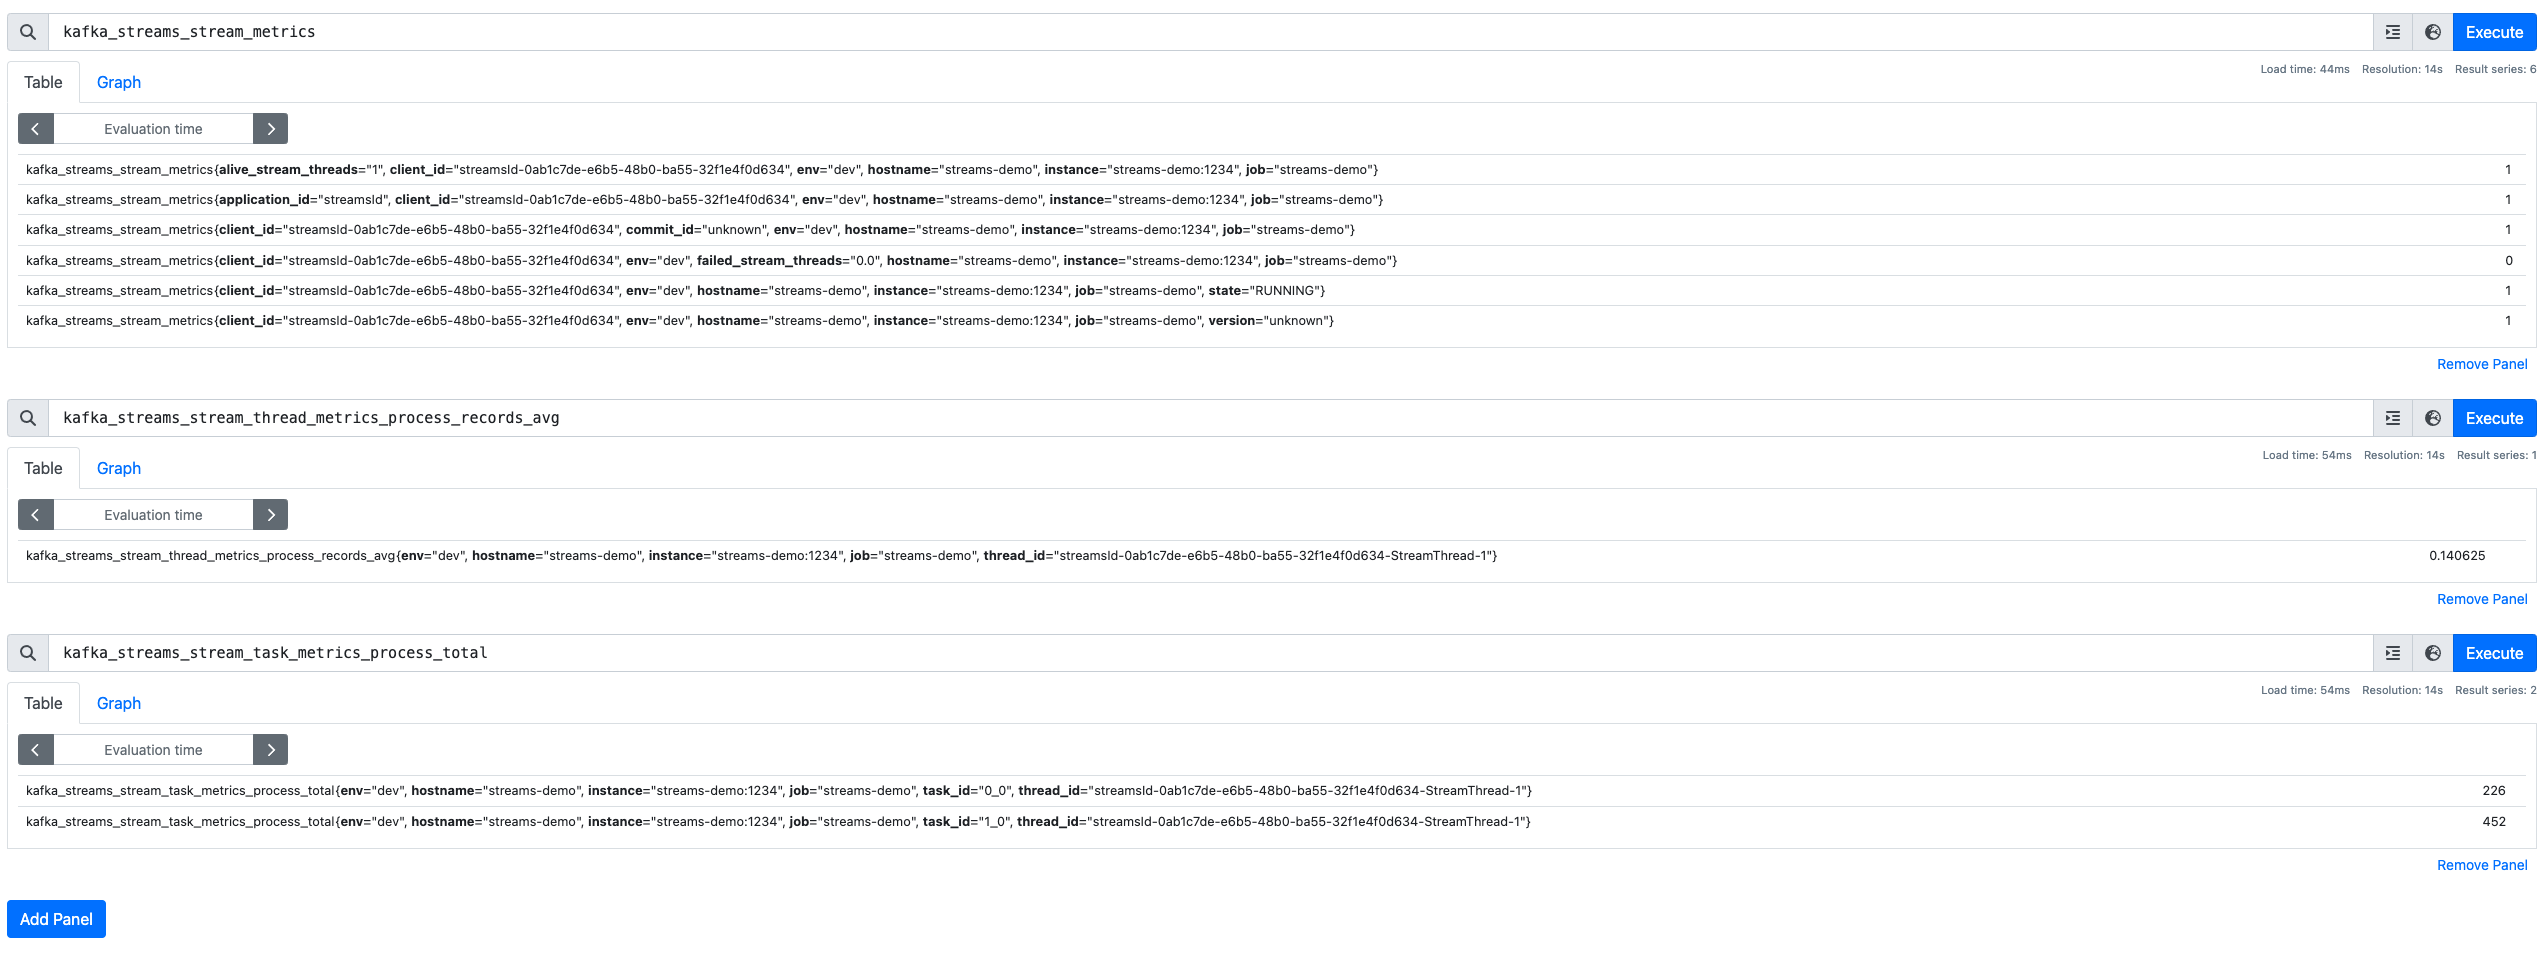 kafka_streams_stream_metrics Execute
Table Graph Load time: 44ms Resolution: 14s Result series: 6
Evaluation time
kafka_streams_stream_metrics{alive_stream_threads="1", client_id="streamsId-0ab1c7de-e6b5-48b0-ba55-32f1e4f0d634", env="dev", hostname="streams-demo", instance="streams-demo:1234", job="streams-demo"} 1
kafka_streams_stream_metrics{application_id="streamsId", client_id="streamsId-0ab1c7de-e6b5-48b0-ba55-32f1e4f0d634", env="dev", hostname="streams-demo", instance="streams-demo:1234", job="streams-demo"} 1
kafka_streams_stream_metrics{client_id="streamsId-0ab1c7de-e6b5-48b0-ba55-32f1e4f0d634", commit_id="unknown", env="dev", hostname="streams-demo", instance="streams-demo:1234", job="streams-demo"} 1
kafka_streams_stream_metrics{client_id="streamsId-0ab1c7de-e6b5-48b0-ba55-32f1e4f0d634", env="dev", failed_stream_threads="0.0", hostname="streams-demo", instance="streams-demo:1234", job="streams-demo"} 0
kafka_streams_stream_metrics{client_id="streamsId-0ab1c7de-e6b5-48b0-ba55-32f1e4f0d634", env="dev", hostname="streams-demo", instance="streams-demo:1234", job="streams-demo", state="RUNNING"} 1
kafka_streams_stream_metrics{client_id="streamsId-0ab1c7de-e6b5-48b0-ba55-32f1e4f0d634", env="dev", hostname="streams-demo", instance="streams-demo:1234", job="streams-demo", version="unknown"} 1
Remove Panel
kafka_streams_stream_thread_metrics_process_records_avg Execute
Table Graph Load time: 54ms Resolution: 14s Result series: 1
Evaluation time
kafka_streams_stream_thread_metrics_process_records_avg{env="dev", hostname="streams-demo", instance="streams-demo:1234", job="streams-demo", thread_id="streamsId-0ab1c7de-e6b5-48b0-ba55-32f1e4f0d634-StreamThread-1"} 0.140625
Remove Panel
kafka_streams_stream_task_metrics_process_total Execute
Table Graph Load time: 54ms Resolution: 14s Result series: 2
Evaluation time
kafka_streams_stream_task_metrics_process_total{env="dev", hostname="streams-demo", instance="streams-demo:1234", job="streams-demo", task_id="0_0", thread_id="streamsId-0ab1c7de-e6b5-48b0-ba55-32f1e4f0d634-StreamThread-1"} 226
kafka_streams_stream_task_metrics_process_total{env="dev", hostname="streams-demo", instance="streams-demo:1234", job="streams-demo", task_id="1_0", thread_id="streamsId-0ab1c7de-e6b5-48b0-ba55-32f1e4f0d634-StreamThread-1"} 452
Remove Panel
Add Panel